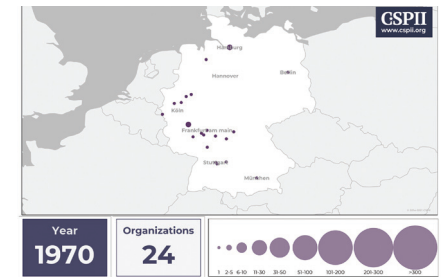 GSPII
www.cspii.org
Hamburg
Hannover
Berlin
Köln
Frankfurt am main
Stuttgart
München
Year
1970
Organizations
24
1 2-5 6-10 11-30 31-50 51-100 101-200 201-300 >300